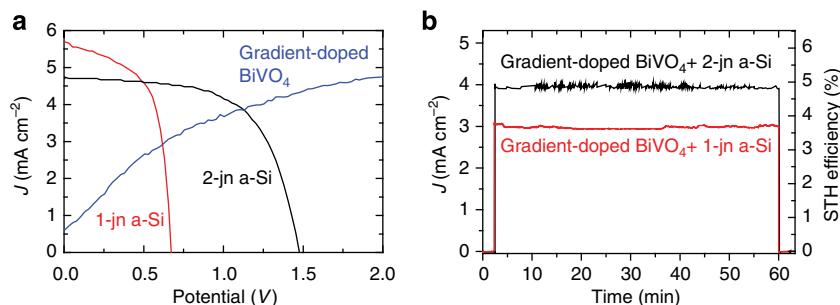 a
6
5
4
3
2
1
0
J (mA cm⁻²)
Gradient-doped
BiVO₄
1-jn a-Si
2-jn a-Si
0.0 0.5 1.0 1.5 2.0
Potential (V)
b
5
4
3
2
1
0
J (mA cm⁻²)
Gradient-doped BiVO₄+ 2-jn a-Si
Gradient-doped BiVO₄+ 1-jn a-Si
6
5
4
3
2
1
0
STH efficiency (%)
0 10 20 30 40 50 60
Time (min)